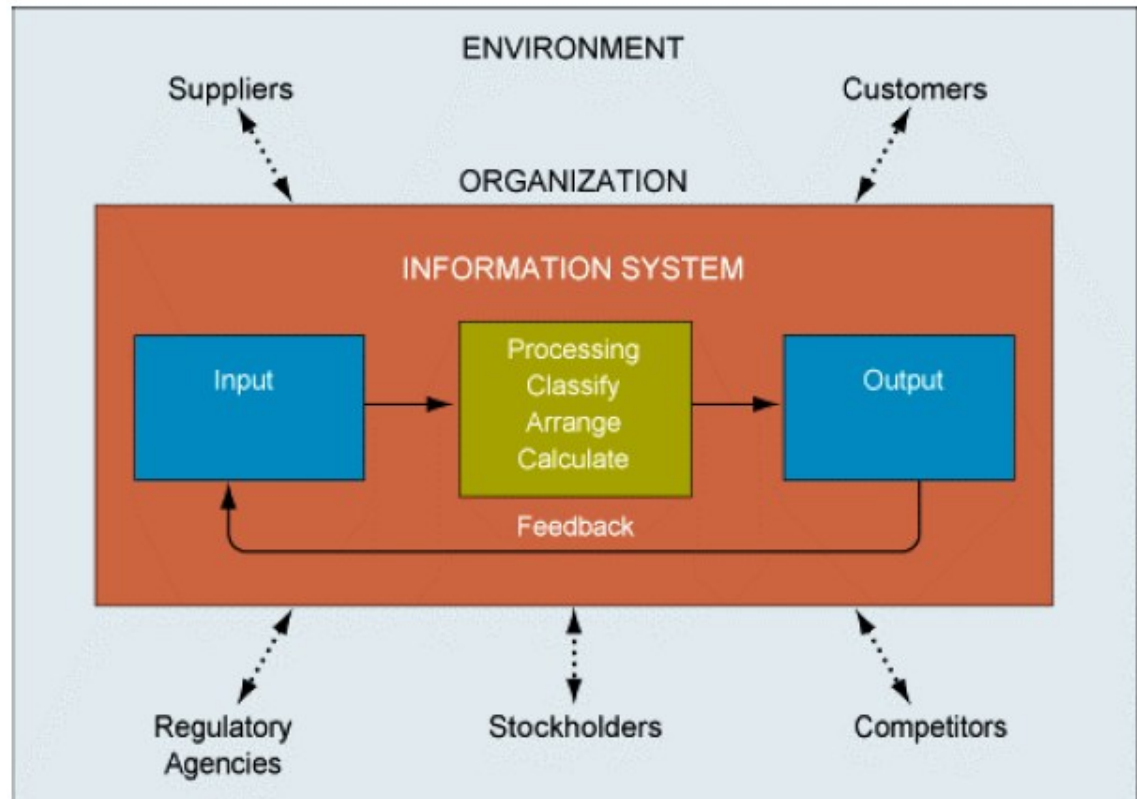 ENVIRONMENT
Suppliers
Customers
ORGANIZATION
INFORMATION SYSTEM
Input
Processing
Classify
Arrange
Calculate
Output
Feedback
Regulatory
Agencies
Stockholders
Competitors